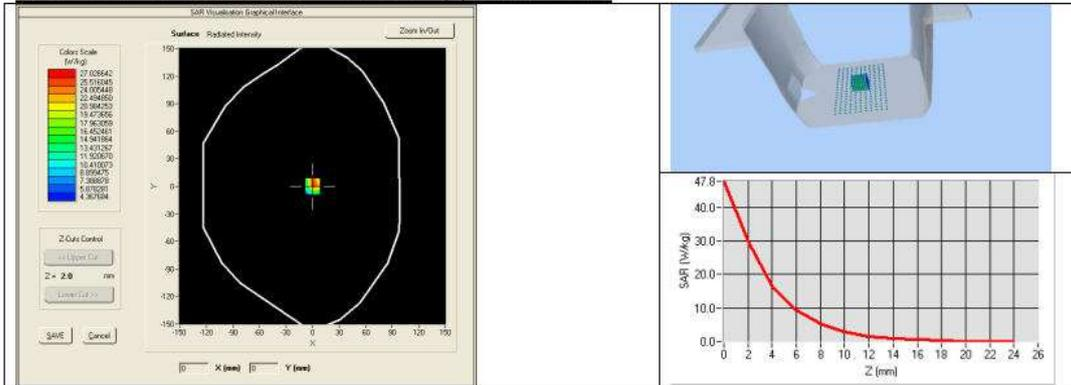 SAR Visualisation Graphical Interface
Surface Radiated Intensity
Zoom In/Out
Colors Scale
(W/kg)
27.028642
25.516045
24.005448
22.494850
20.984253
19.473656
17.963059
16.452461
14.941864
13.431267
11.920670
10.410073
8.899475
7.388878
5.878281
4.367684
150
120
90
60
30
0
-30
-60
-90
-120
-150
Y
-150 -120 -90 -60 -30 0 30 60 90 120 150
X
Z-Cuts Control
<< Upper Cut
Z = 2.0 mm
Lower Cut >>
SAVE Cancel
0 X (mm) 0 Y (mm)
47.8
40.0
30.0
20.0
10.0
0.0
SAR (W/kg)
0 2 4 6 8 10 12 14 16 18 20 22 24 26
Z (mm)